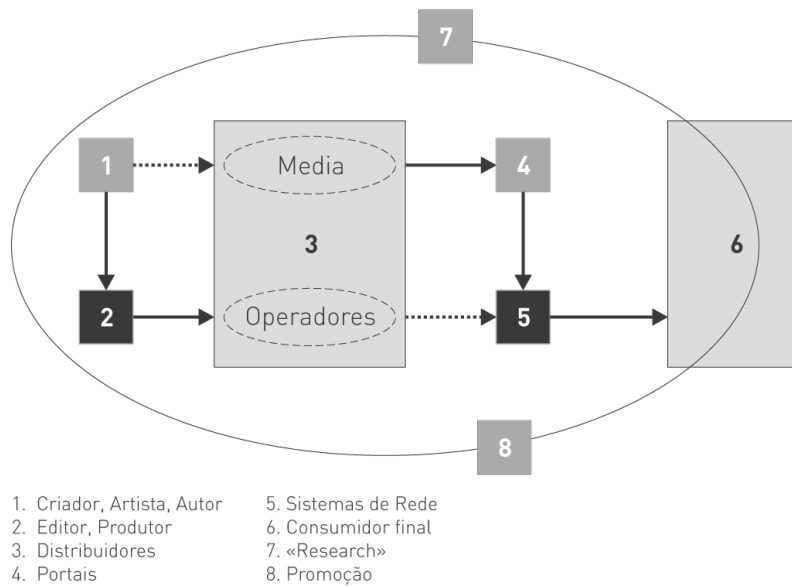 7
1
Media
4
3
6
2
Operadores
5
8
1. Criador, Artista, Autor
2. Editor, Produtor
3. Distribuidores
4. Portais
5. Sistemas de Rede
6. Consumidor final
7. «Research»
8. Promoção